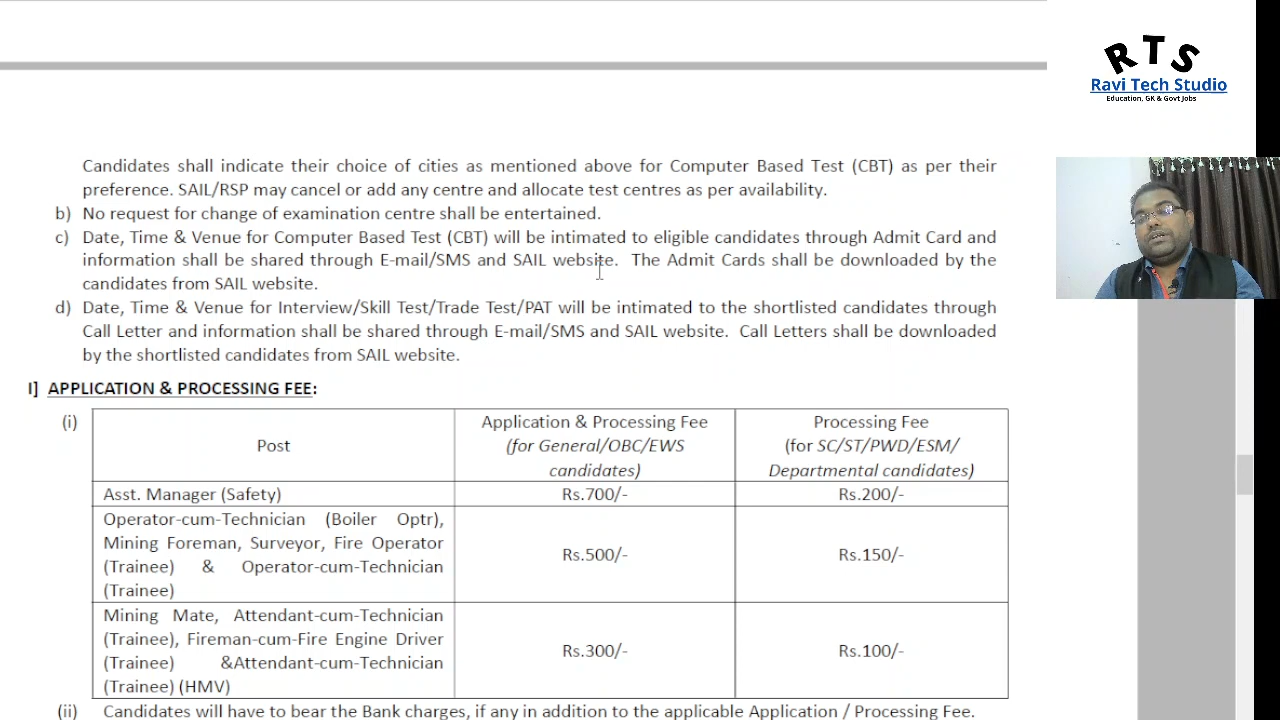 RTS
Ravi Tech Studio
Education, GK & Govt Jobs
Candidates shall indicate their choice of cities as mentioned above for Computer Based Test (CBT) as per their
preference. SAIL/RSP may cancel or add any centre and allocate test centres as per availability.
b) No request for change of examination centre shall be entertained.
c) Date, Time & Venue for Computer Based Test (CBT) will be intimated to eligible candidates through Admit Card and
information shall be shared through E-mail/SMS and SAIL website. The Admit Cards shall be downloaded by the
candidates from SAIL website.
d) Date, Time & Venue for Interview/Skill Test/Trade Test/PAT will be intimated to the shortlisted candidates through
Call Letter and information shall be shared through E-mail/SMS and SAIL website. Call Letters shall be downloaded
by the shortlisted candidates from SAIL website.
I] APPLICATION & PROCESSING FEE:
(i)
Post
Application & Processing Fee
(for General/OBC/EWS
candidates)
Processing Fee
(for SC/ST/PWD/ESM/
Departmental candidates)
Asst. Manager (Safety)
Rs.700/-
Rs.200/-
Operator-cum-Technician (Boiler Optr),
Mining Foreman, Surveyor, Fire Operator
(Trainee) & Operator-cum-Technician
(Trainee)
Rs.500/-
Rs.150/-
Mining Mate, Attendant-cum-Technician
(Trainee), Fireman-cum-Fire Engine Driver
(Trainee) &Attendant-cum-Technician
(Trainee) (HMV)
Rs.300/-
Rs.100/-
(ii) Candidates will have to bear the Bank charges, if any in addition to the applicable Application / Processing Fee.